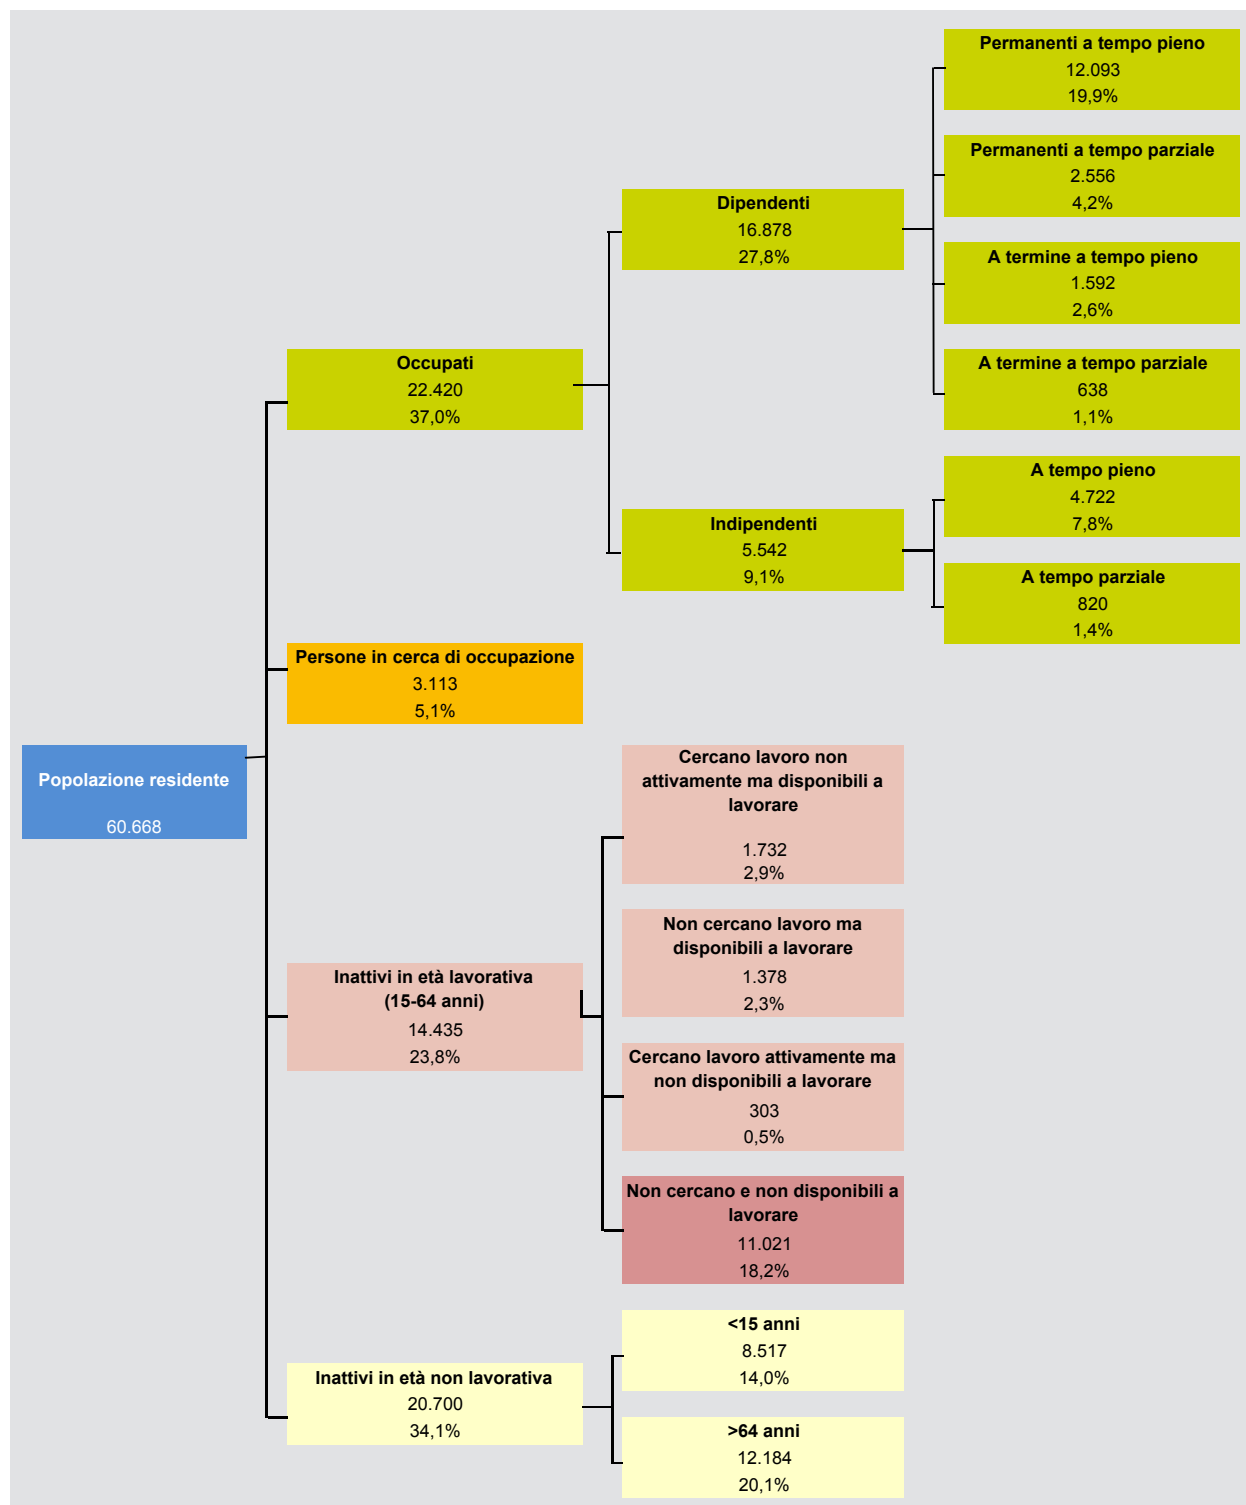 Popolazione residente
60.668
Occupati
22.420
37,0%
Dipendenti
16.878
27,8%
Permanenti a tempo pieno
12.093
19,9%
Permanenti a tempo parziale
2.556
4,2%
A termine a tempo pieno
1.592
2,6%
A termine a tempo parziale
638
1,1%
Indipendenti
5.542
9,1%
A tempo pieno
4.722
7,8%
A tempo parziale
820
1,4%
Persone in cerca di occupazione
3.113
5,1%
Inattivi in età lavorativa
(15-64 anni)
14.435
23,8%
Cercano lavoro non
attivamente ma disponibili a
lavorare
1.732
2,9%
Non cercano lavoro ma
disponibili a lavorare
1.378
2,3%
Cercano lavoro attivamente ma
non disponibili a lavorare
303
0,5%
Non cercano e non disponibili a
lavorare
11.021
18,2%
Inattivi in età non lavorativa
20.700
34,1%
<15 anni
8.517
14,0%
>64 anni
12.184
20,1%